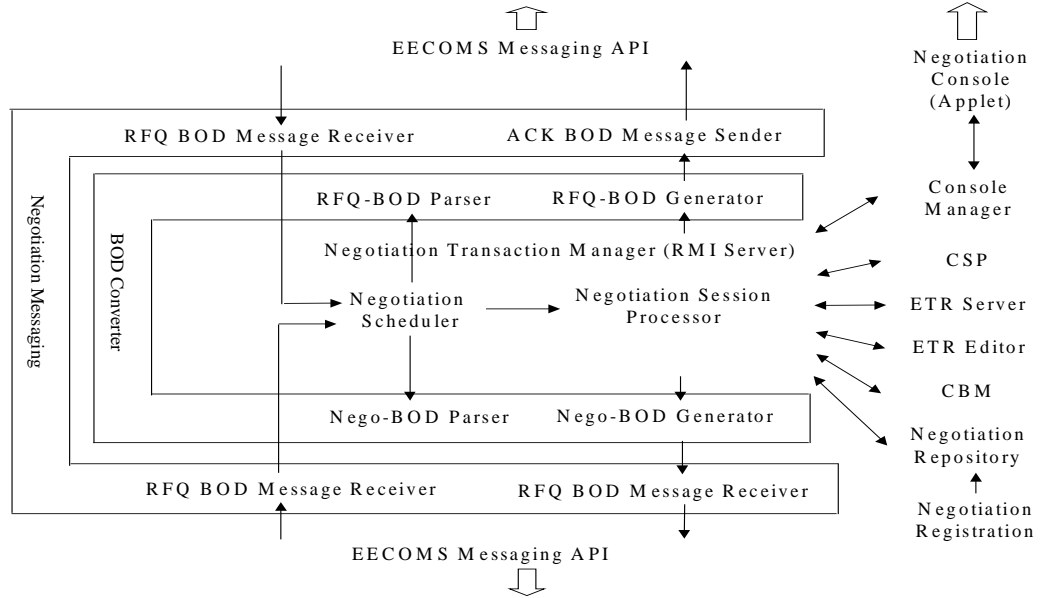 EECOMS Messaging API
Negotiation
Console
(Applet)
RFQ BOD Message Receiver
ACK BOD Message Sender
Negotiation Messaging
BOD Converter
RFQ-BOD Parser
RFQ-BOD Generator
Console
Manager
Negotiation Transaction Manager (RMI Server)
CSP
Negotiation
Scheduler
Negotiation Session
Processor
ETR Server
ETR Editor
CBM
Nego-BOD Parser
Nego-BOD Generator
Negotiation
Repository
RFQ BOD Message Receiver
RFQ BOD Message Receiver
Negotiation
Registration
EECOMS Messaging API